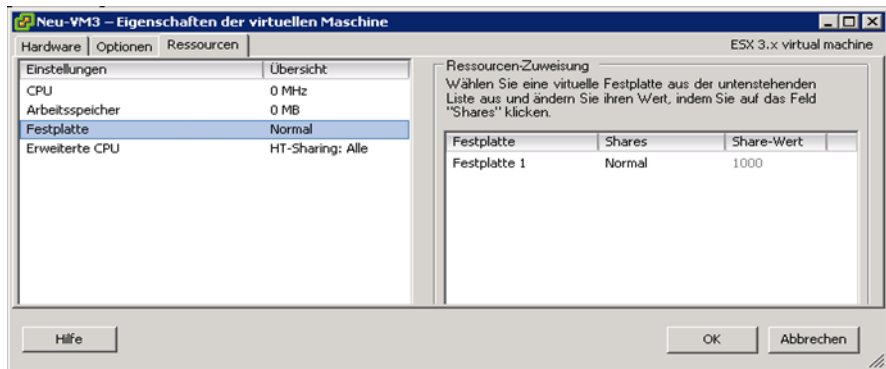 Neu-VM3 – Eigenschaften der virtuellen Maschine
Hardware Optionen Ressourcen
ESX 3.x virtual machine
Einstellungen Übersicht
CPU 0 MHz
Arbeitsspeicher 0 MB
Festplatte Normal
Erweiterte CPU HT-Sharing: Alle
Ressourcen-Zuweisung
Wählen Sie eine virtuelle Festplatte aus der untenstehenden
Liste aus und ändern Sie ihren Wert, indem Sie auf das Feld
"Shares" klicken.
Festplatte Shares Share-Wert
Festplatte 1 Normal 1000
Hilfe OK Abbrechen